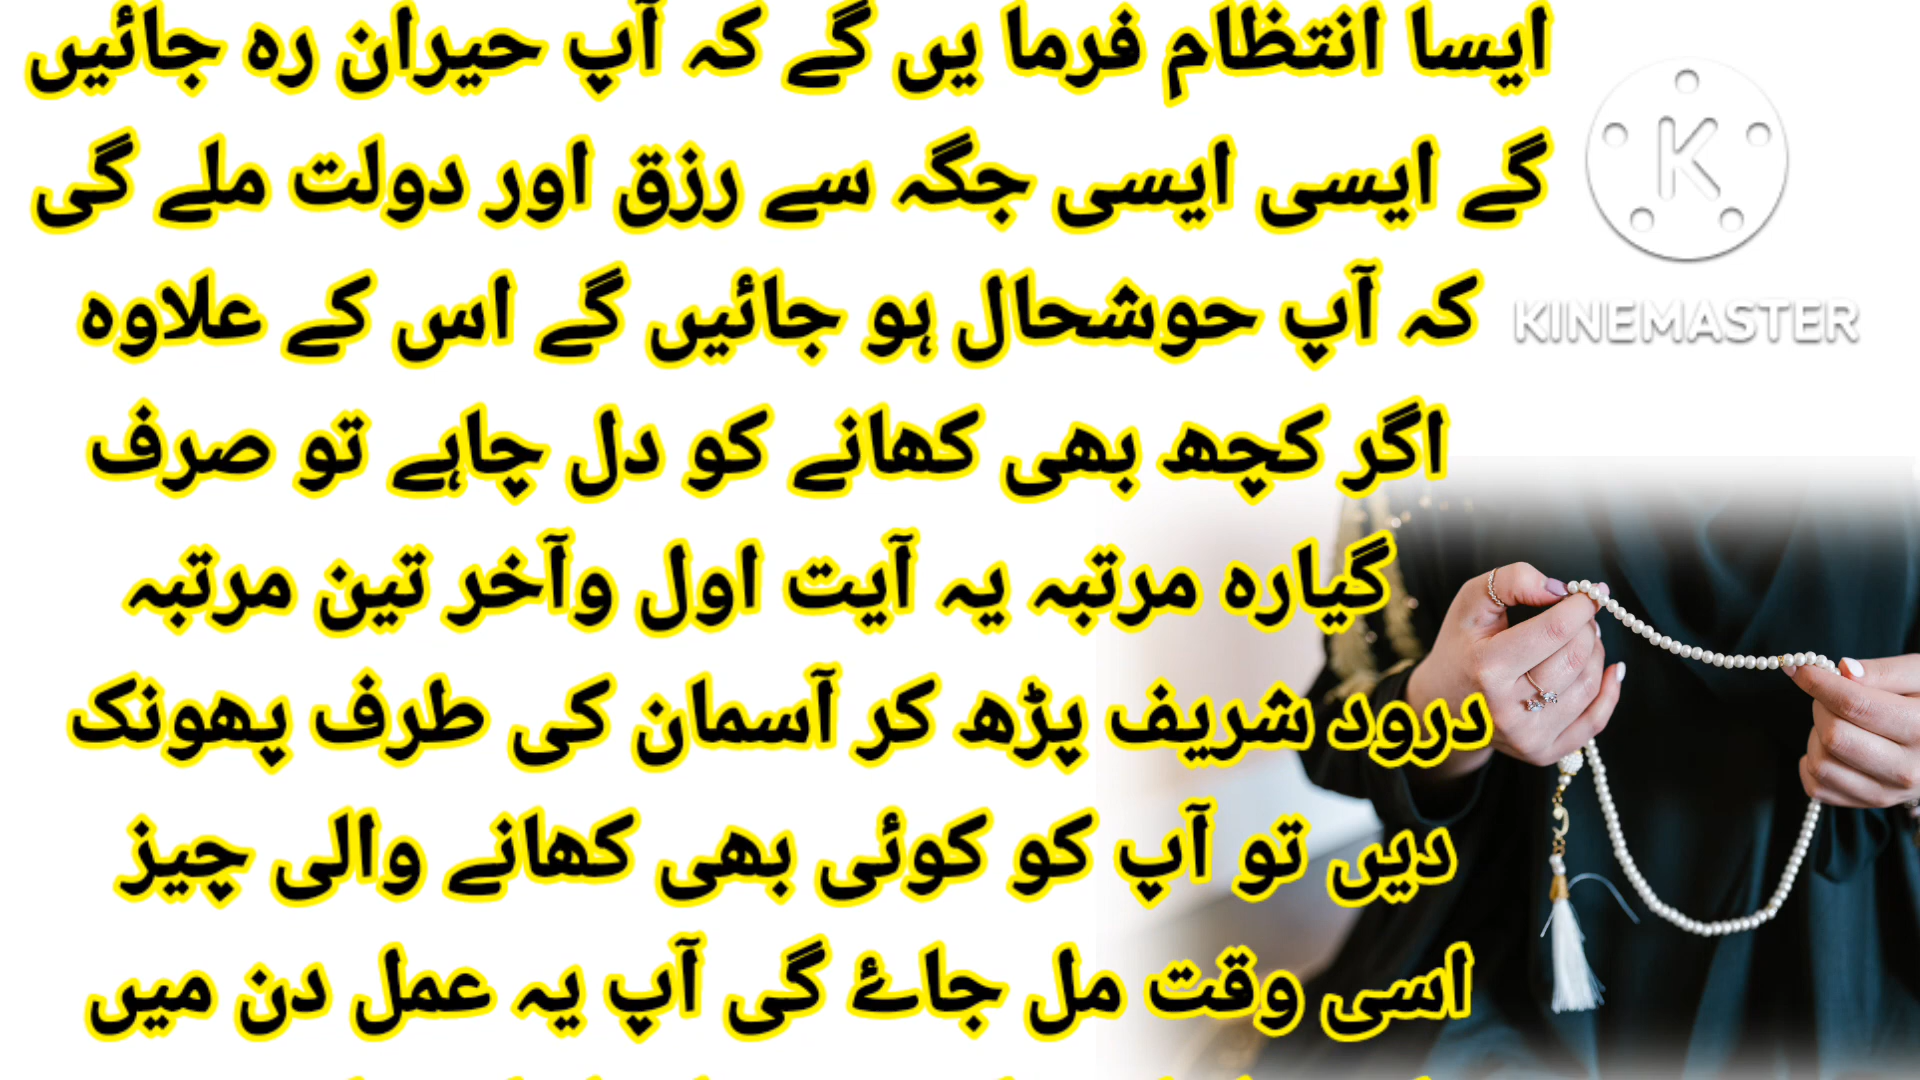 ایسا انتظام فرما یں گے کہ آپ حیران رہ جائیں
گے ایسی ایسی جگہ سے رزق اور دولت ملے گی
کہ آپ حوشحال ہو جائیں گے اس کے علاوہ
اگر کچھ بھی کھانے کو دل چاہے تو صرف
گیارہ مرتبہ یہ آیت اول وآخر تین مرتبہ
درود شریف پڑھ کر آسمان کی طرف پھونک
دیں تو آپ کو کوئی بھی کھانے والی چیز
اسی وقت مل جاۓ گی آپ یہ عمل دن میں
K
KINEMASTER